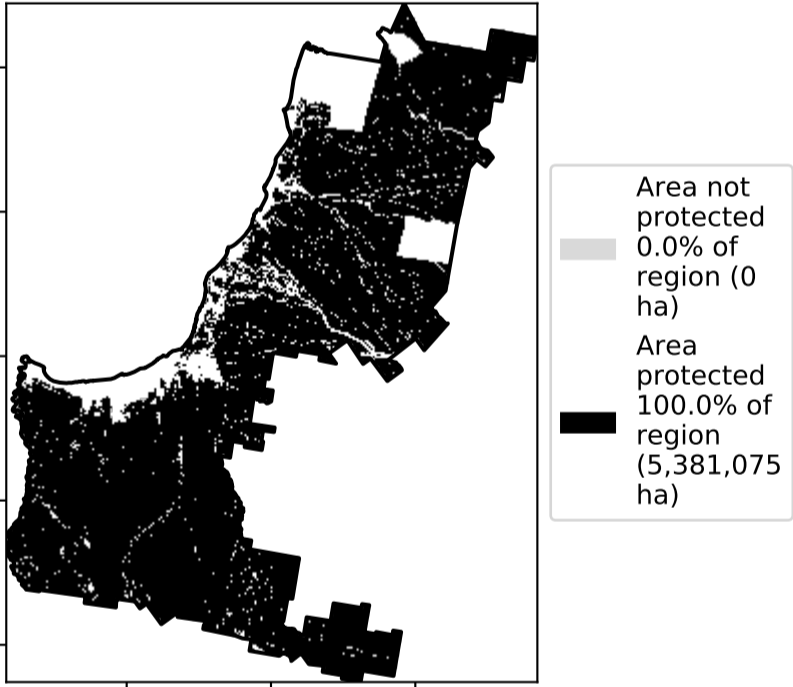 Area not
protected
0.0% of
region (0
ha)
Area
protected
100.0% of
region
(5,381,075
ha)